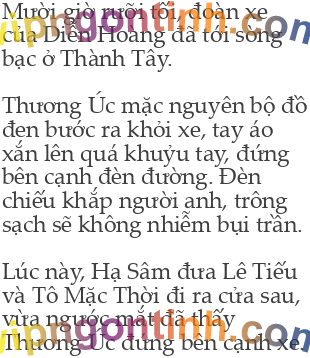 Mười giờ rưỡi tối, đoàn xe
của Diễn Hoàng đã tới sòng
bạc ở Thành Tây.
Thương Úc mặc nguyên bộ đồ
đen bước ra khỏi xe, tay áo
xắn lên quá khuỷu tay, đứng
bên cạnh đèn đường. Đèn
chiếu khắp người anh, trông
sạch sẽ không nhiễm bụi trần.
Lúc này, Hạ Sâm đưa Lê Tiếu
và Tô Mặc Thời đi ra cửa sau,
vừa ngước mắt đã thấy
Thương Úc đứng bên cạnh xe.